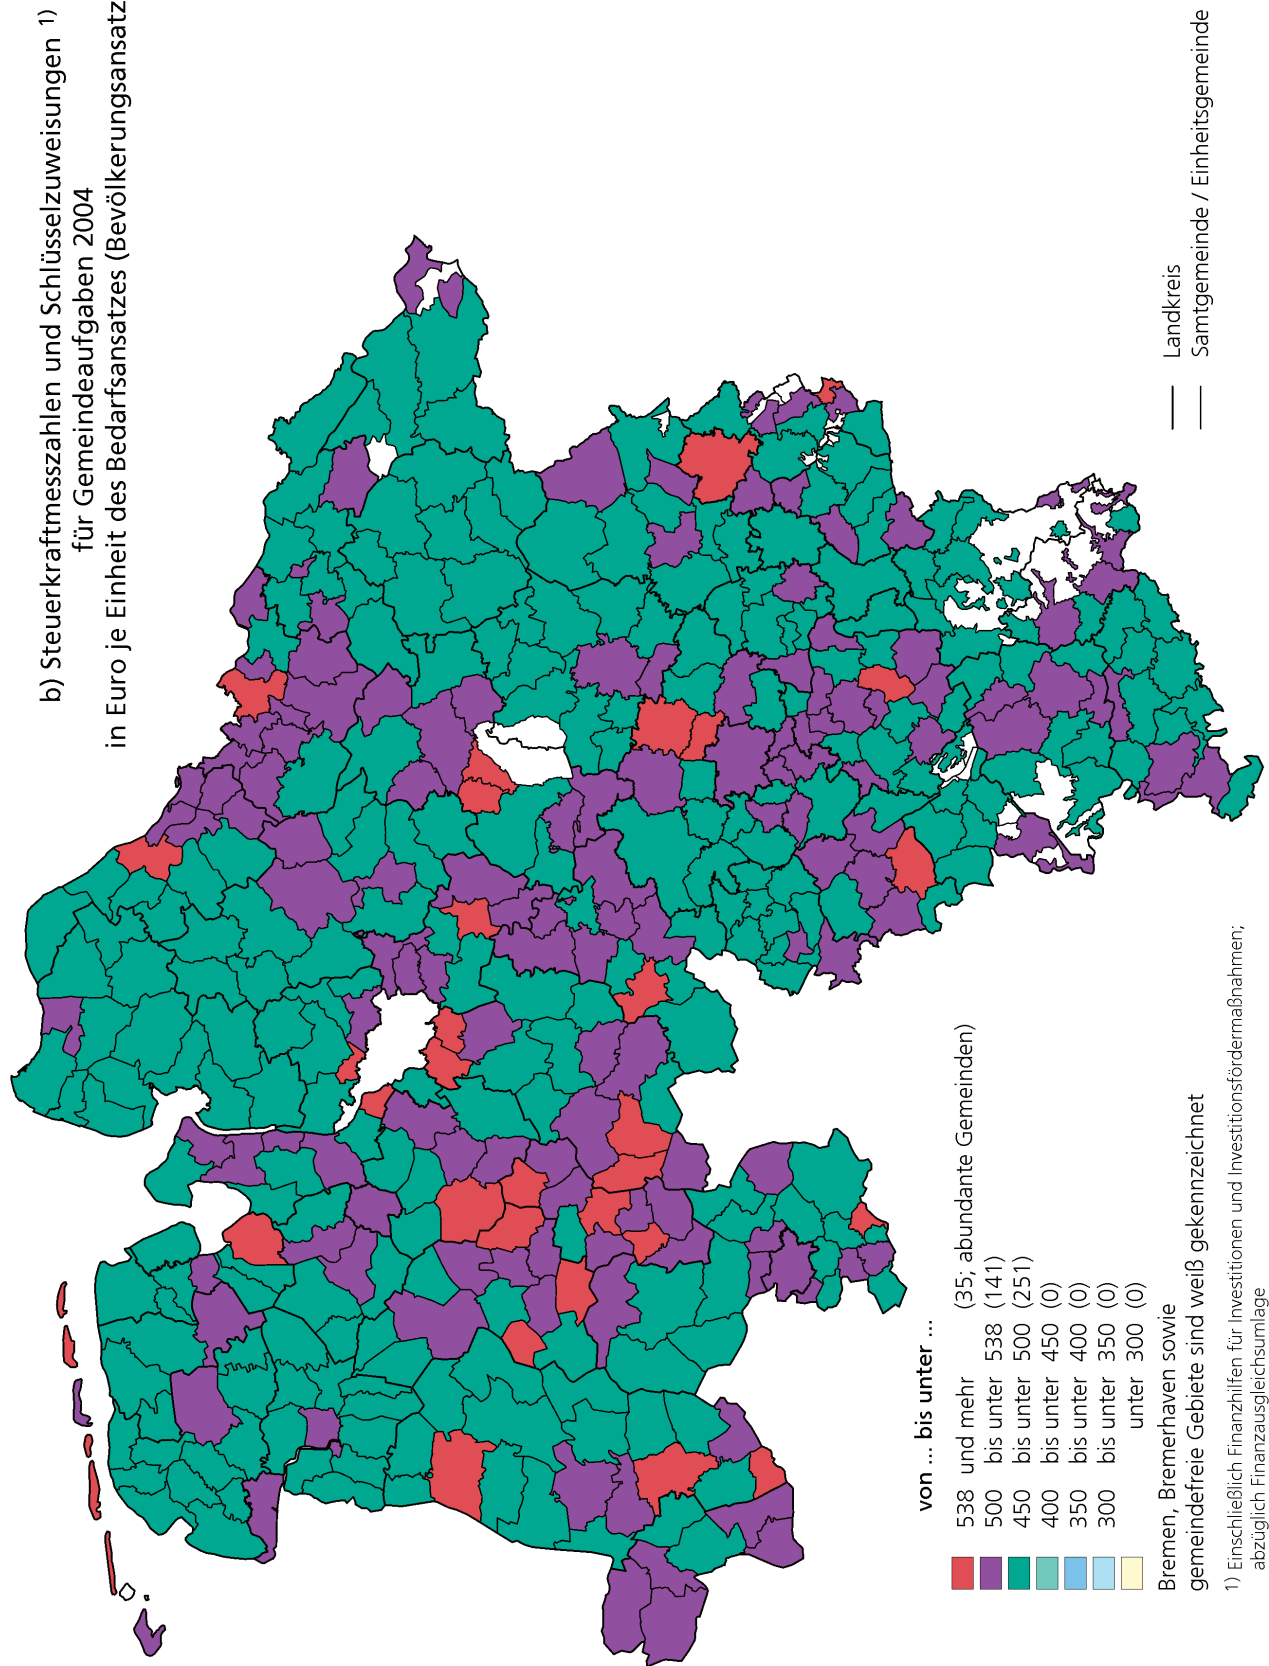 b) Steuerkraftmesszahlen und Schlüsselzuweisungen 1)
für Gemeindeaufgaben 2004
in Euro je Einheit des Bedarfsansatzes (Bevölkerungsansatz
von ... bis unter ...
538 und mehr (35; abundante Gemeinden)
500 bis unter 538 (141)
450 bis unter 500 (251)
400 bis unter 450 (0)
350 bis unter 400 (0)
300 bis unter 350 (0)
unter 300 (0)
Bremen, Bremerhaven sowie
gemeindefreie Gebiete sind weiß gekennzeichnet
1) Einschließlich Finanzhilfen für Investitionen und Investitionsfördermaßnahmen;
abzüglich Finanzausgleichsumlage
Landkreis
Samtgemeinde / Einheitsgemeinde